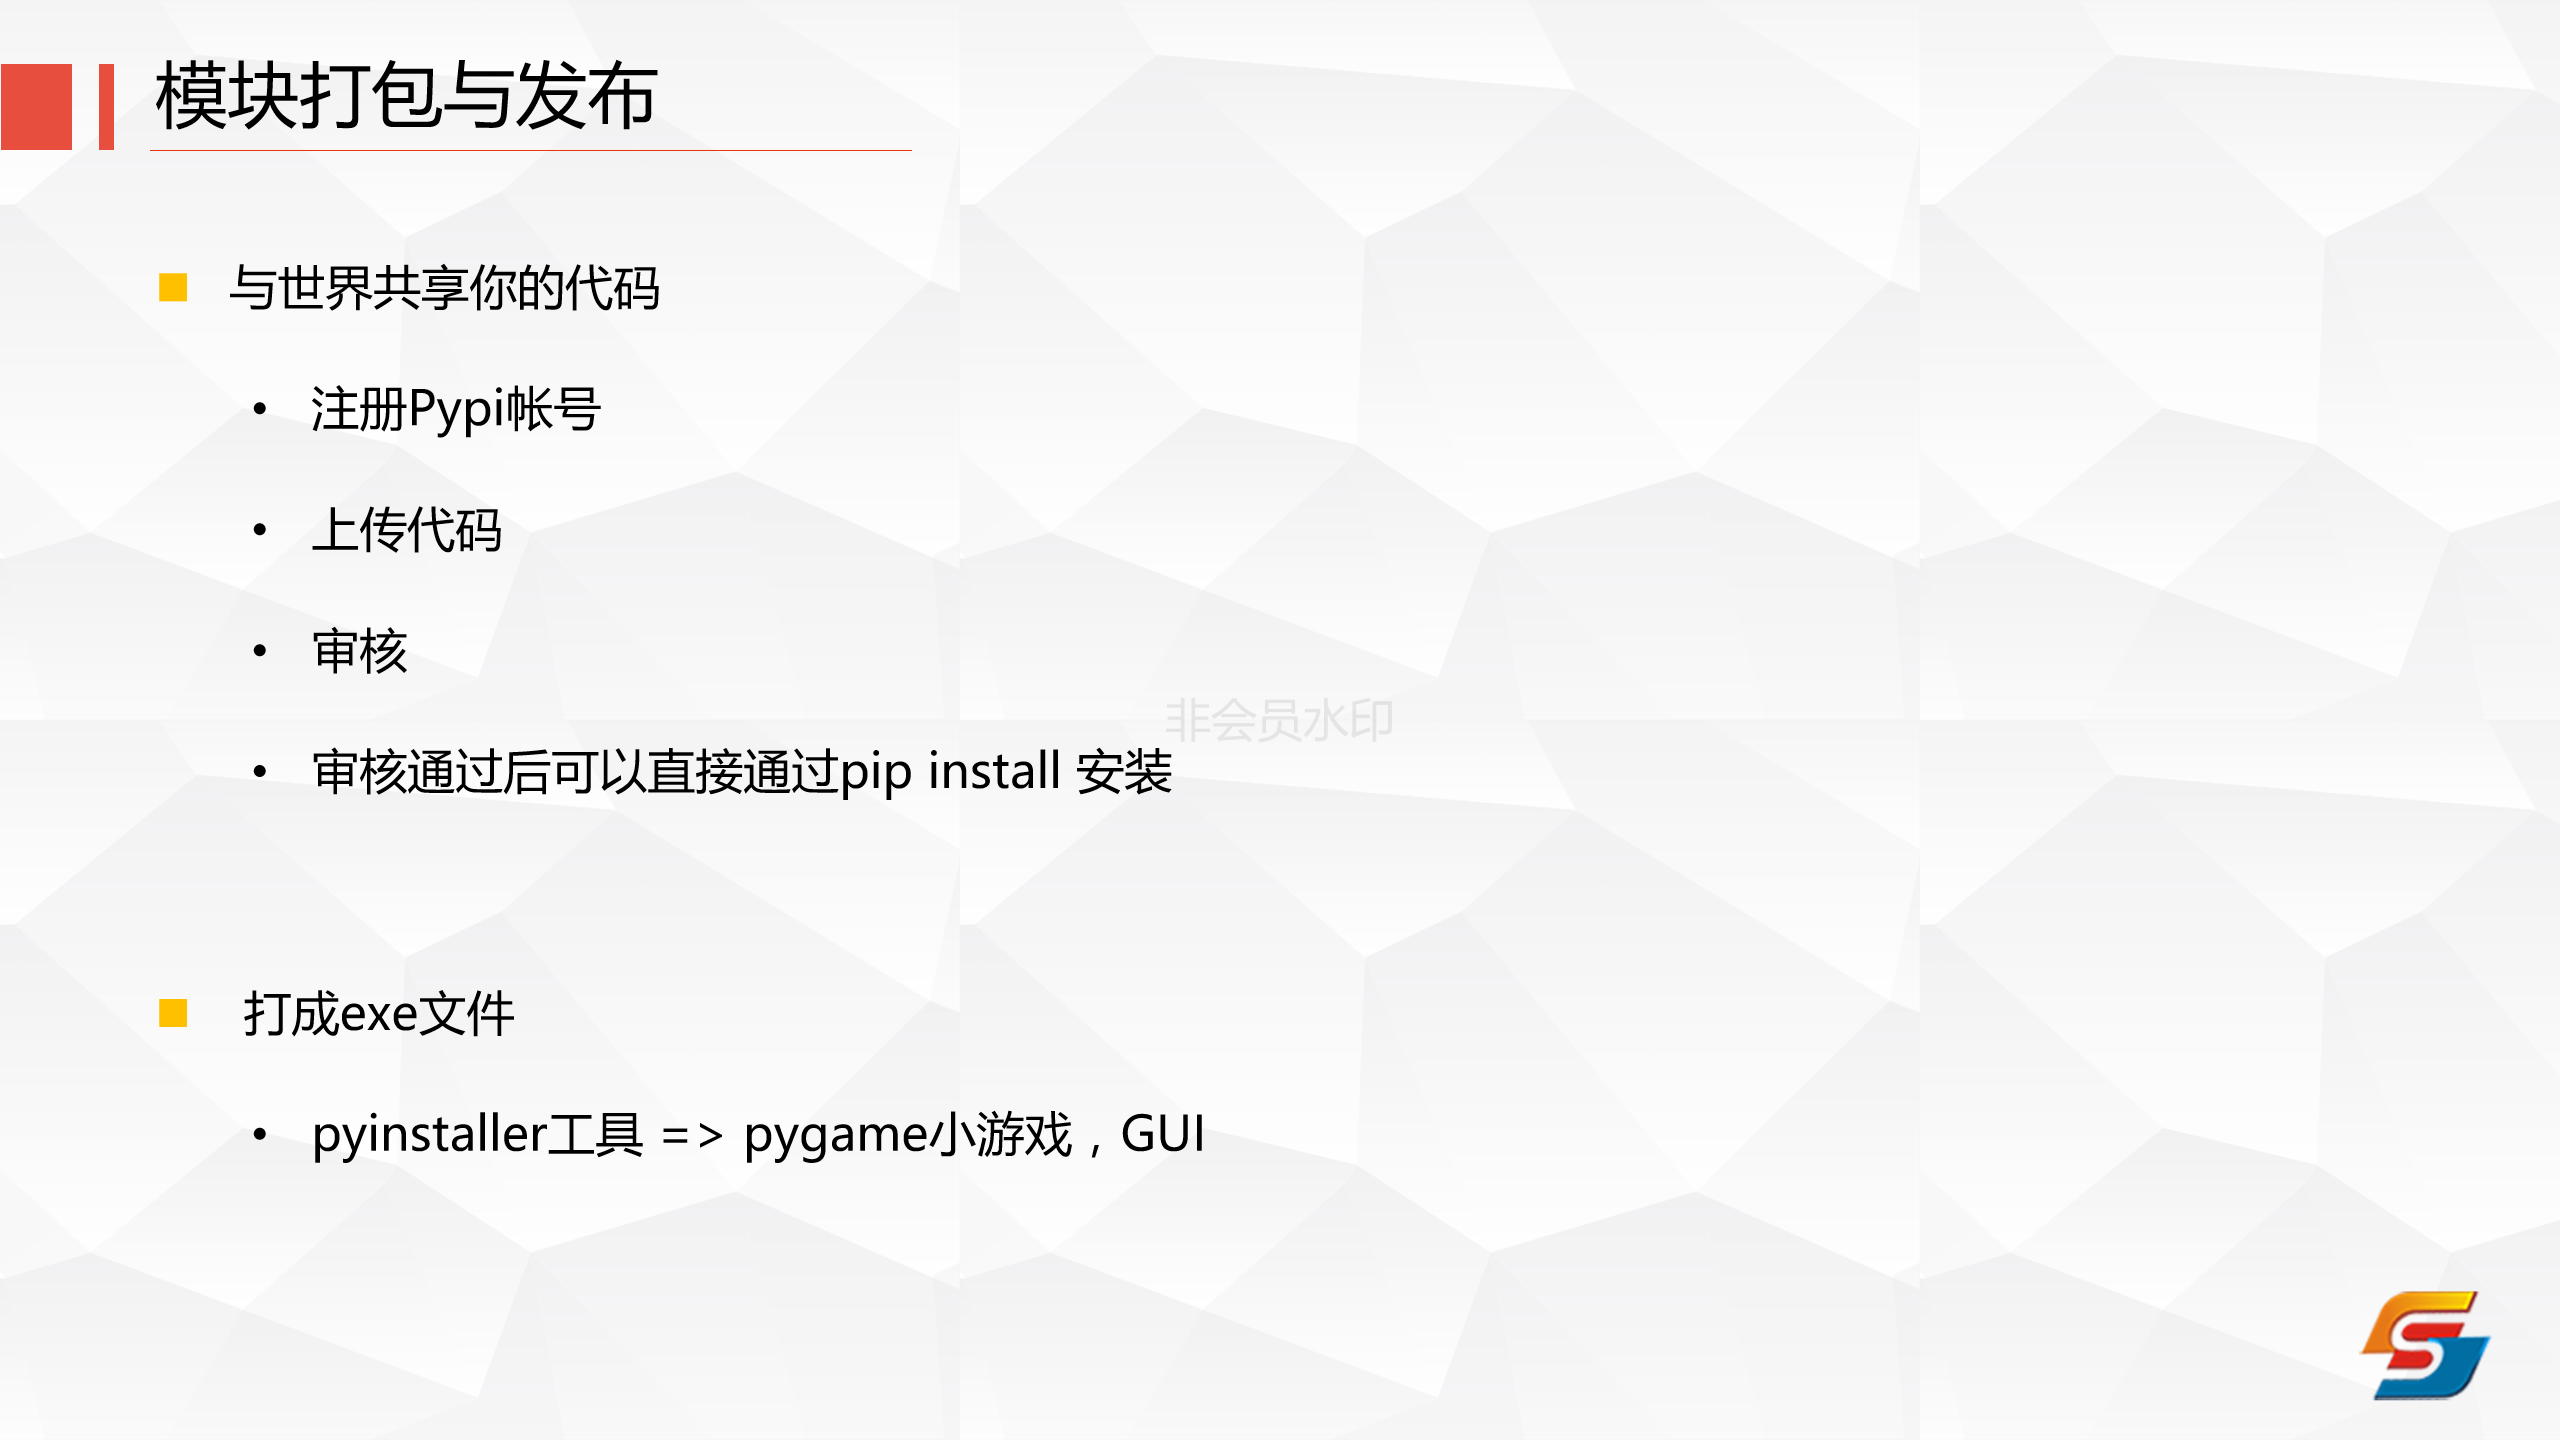 模块打包与发布
与世界共享你的代码
• 注册Pypi帐号
• 上传代码
• 审核
非会员水印
• 审核通过后可以直接通过pip install 安装
打成exe文件
• pyinstaller工具 => pygame小游戏，GUI